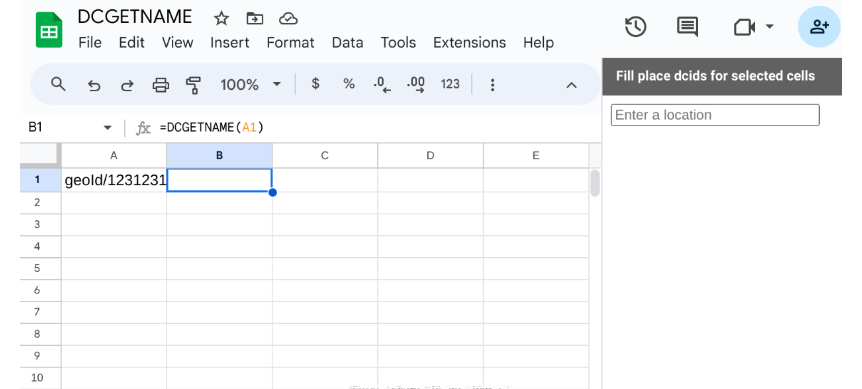 DCGETNAME
File Edit View Insert Format Data Tools Extensions Help
100% $ % .0 .00 123
Fill place dcids for selected cells
Enter a location
B1 fx =DCGETNAME(A1)
A B C D E
1 geoId/1231231
2
3
4
5
6
7
8
9
10